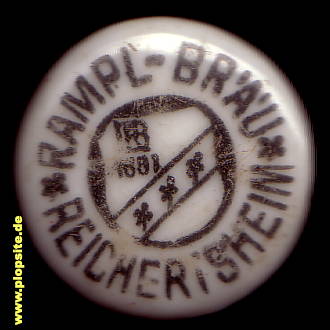 RAMPL-BRÄU
1881
* REICHERTSHEIM *
www.plopsite.de